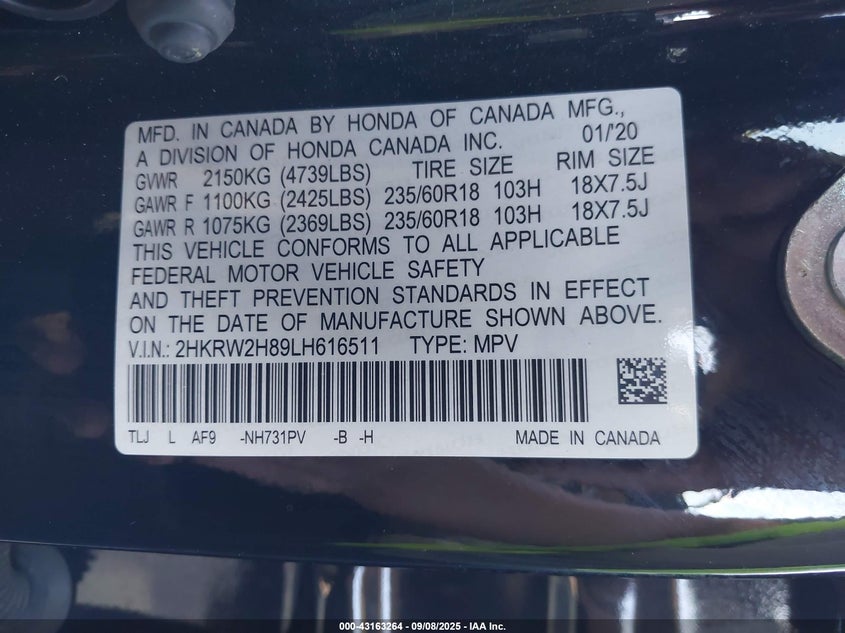 MFD. IN CANADA BY HONDA OF CANADA MFG.,
A DIVISION OF HONDA CANADA INC. 01/'20
GVWR 2150KG (4739LBS) TIRE SIZE RIM SIZE
GAWR F 1100KG (2425LBS) 235/60R18 103H 18X7.5J
GAWR R 1075KG (2369LBS) 235/60R18 103H 18X7.5J
THIS VEHICLE CONFORMS TO ALL APPLICABLE
FEDERAL MOTOR VEHICLE SAFETY
AND THEFT PREVENTION STANDARDS IN EFFECT
ON THE DATE OF MANUFACTURE SHOWN ABOVE.
V.I.N.: 2HKRW2H89LH616511 TYPE: MPV
TLJ L AF9 -NH731PV -B -H MADE IN CANADA
000-43163264 - 09/08/2025 - IAA Inc.